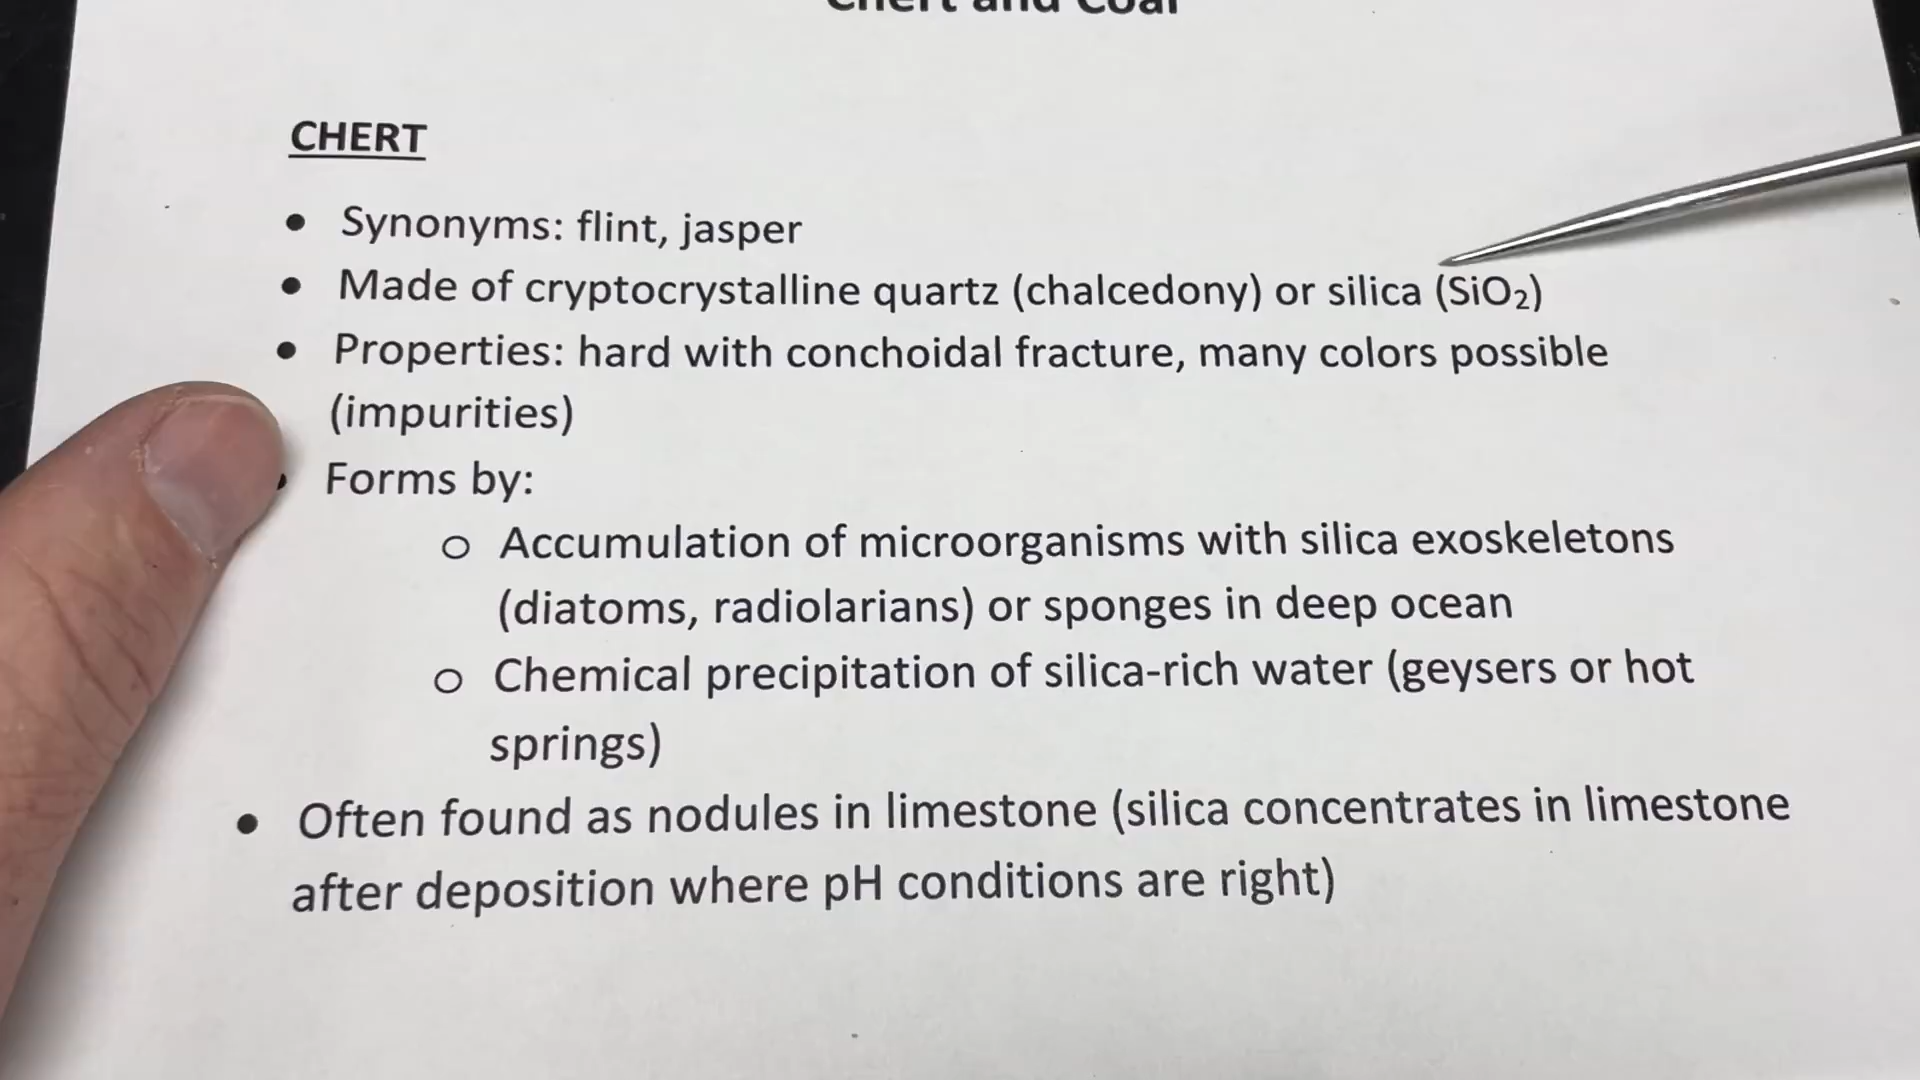 Chert and Coal
CHERT
• Synonyms: flint, jasper
• Made of cryptocrystalline quartz (chalcedony) or silica (SiO₂)
• Properties: hard with conchoidal fracture, many colors possible
(impurities)
• Forms by:
o Accumulation of microorganisms with silica exoskeletons
(diatoms, radiolarians) or sponges in deep ocean
o Chemical precipitation of silica-rich water (geysers or hot
springs)
• Often found as nodules in limestone (silica concentrates in limestone
after deposition where pH conditions are right)